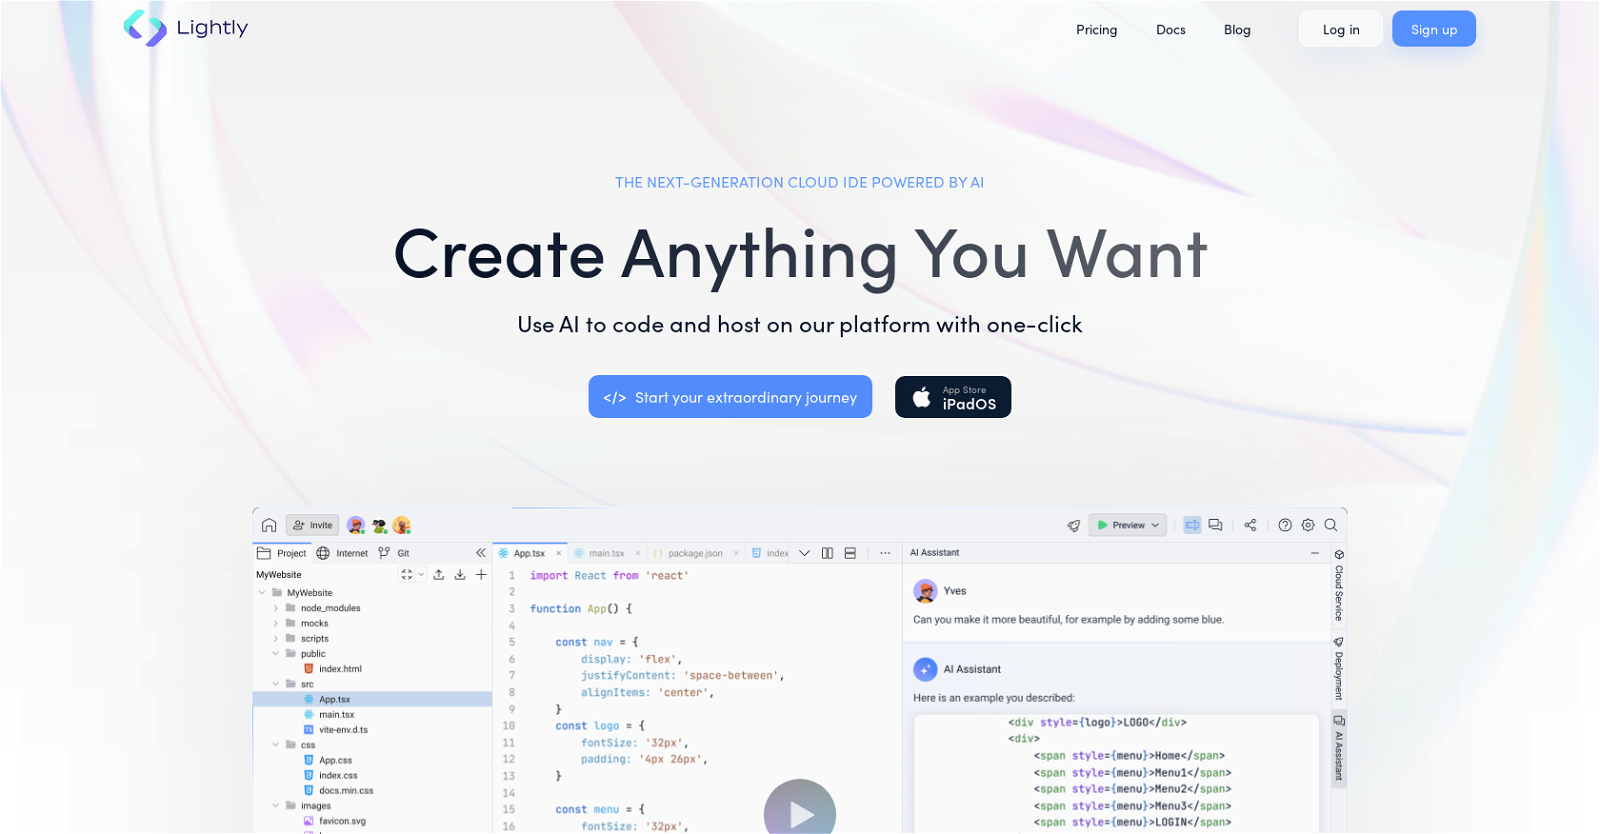 Lightly
Pricing
Docs
Blog
Log in
Sign up
THE NEXT-GENERATION CLOUD IDE POWERED BY AI
Create Anything You Want
Use AI to code and host on our platform with one-click
</> Start your extraordinary journey
App Store
iPadOS
Invite
Preview
Project
Internet
Git
App.tsx
main.tsx
package.json
index
AI Assistant
MyWebsite
MyWebsite
node_modules
mocks
scripts
public
index.html
src
App.tsx
main.tsx
vite-env.d.ts
css
App.css
index.css
docs.min.css
images
favicon.svg
1 import React from 'react'
2
3 function App() {
4
5 const nav = {
6 display: 'flex',
7 justifyContent: 'space-between',
8 alignItems: 'center',
9 }
10 const logo = {
11 fontSize: '32px',
12 padding: '4px 26px',
13 }
14
15 const menu = {
16 fontSize: '32px',
Yves
Can you make it more beautiful, for example by adding some blue.
AI Assistant
Here is an example you described:
<div style={logo}>LOGO</div>
<div>
<span style={menu}>Home</span>
<span style={menu}>Menu1</span>
<span style={menu}>Menu2</span>
<span style={menu}>Menu3</span>
<span style={menu}>LOGIN</span>
Cloud Service
Deployment
AI Assistant